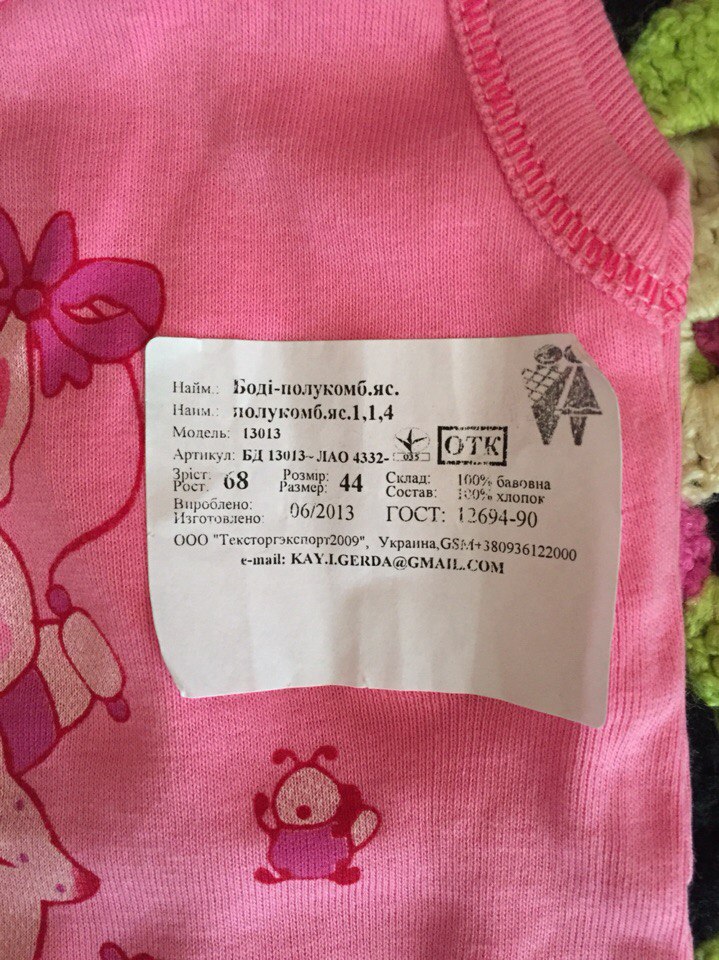 Найм.: Боді-полукомб.яс.
Наим.: полукомб.яс.1,1,4
Модель: 13013
Артикул: БД 13013~ЛАО 4332- 035 ОТК
Зріст: 68 Розмір: 44 Склад: 100% бавовна
Рост. Размер: Состав: 100% хлопок
Вироблено: 06/2013 ГОСТ: 12694-90
Изготовлено:
ООО "Тексторгэкспорт2009", Украина,GSM+380936122000
e-mail: KAY.I.GERDA@GMAIL.COM